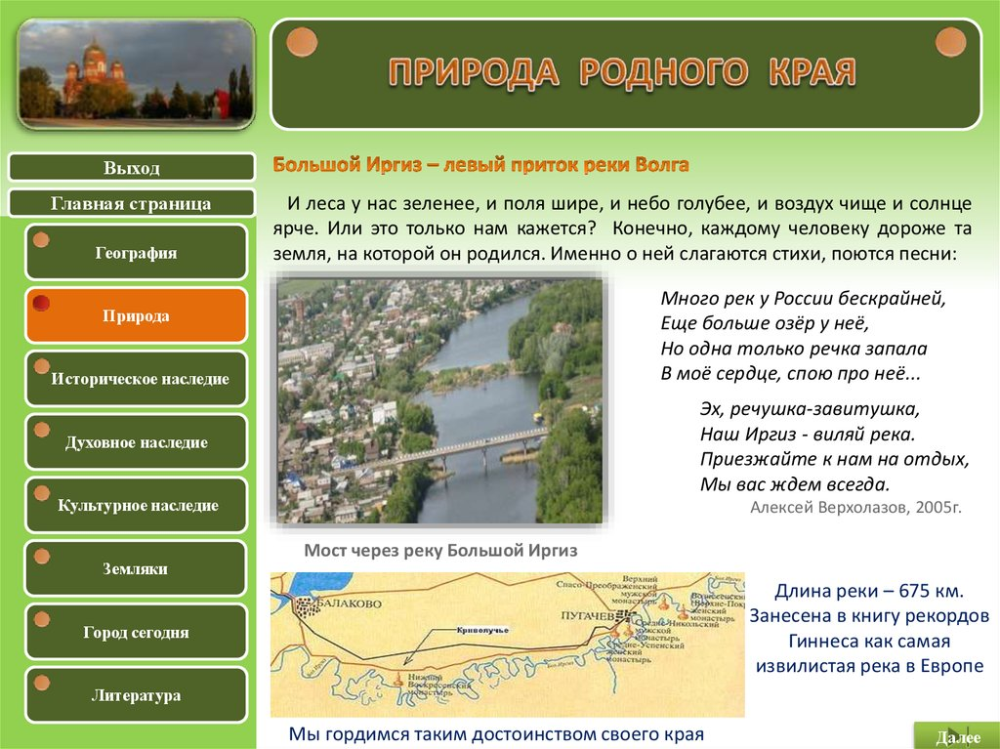 ПРИРОДА РОДНОГО КРАЯ
Выход
Главная страница
География
Природа
Историческое наследие
Духовное наследие
Культурное наследие
Земляки
Город сегодня
Литература
Большой Иргиз – левый приток реки Волга
И леса у нас зеленее, и поля шире, и небо голубее, и воздух чище и солнце
ярче. Или это только нам кажется? Конечно, каждому человеку дороже та
земля, на которой он родился. Именно о ней слагаются стихи, поются песни:
Много рек у России бескрайней,
Еще больше озёр у неё,
Но одна только речка запала
В моё сердце, спою про неё...
Эх, речушка-завитушка,
Наш Иргиз - виляй река.
Приезжайте к нам на отдых,
Мы вас ждем всегда.
Алексей Верхолазов, 2005г.
Мост через реку Большой Иргиз
БАЛАКОВО
Криволучье
ПУГАЧЕВ
Верхний
Спасо-Преображенский
мужской
монастырь
Средне-Никольский
мужской
монастырь
Средне-Успенский
женский
монастырь
Нижний
Воскресенский
монастырь
женский
монастырь
Длина реки – 675 км.
Занесена в книгу рекордов
Гиннеса как самая
извилистая река в Европе
Мы гордимся таким достоинством своего края
Далее